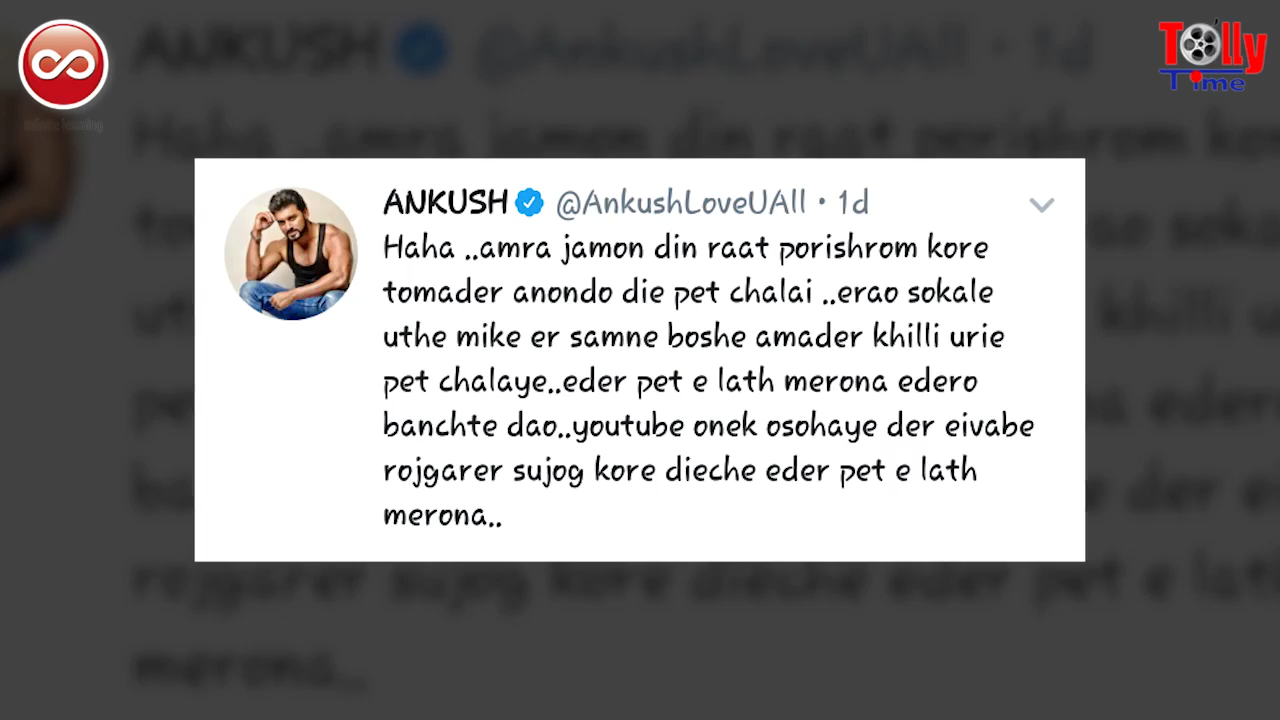 Tolly
Time
ANKUSH @AnkushLoveUAll • 1d
Haha ..amra jamon din raat porishrom kore
tomader anondo die pet chalai ..erao sokale
uthe mike er samne boshe amader khilli urie
pet chalaye..eder pet e lath merona edero
banchte dao..youtube onek osohaye der eivabe
rojgarer sujog kore dieche eder pet e lath
merona..